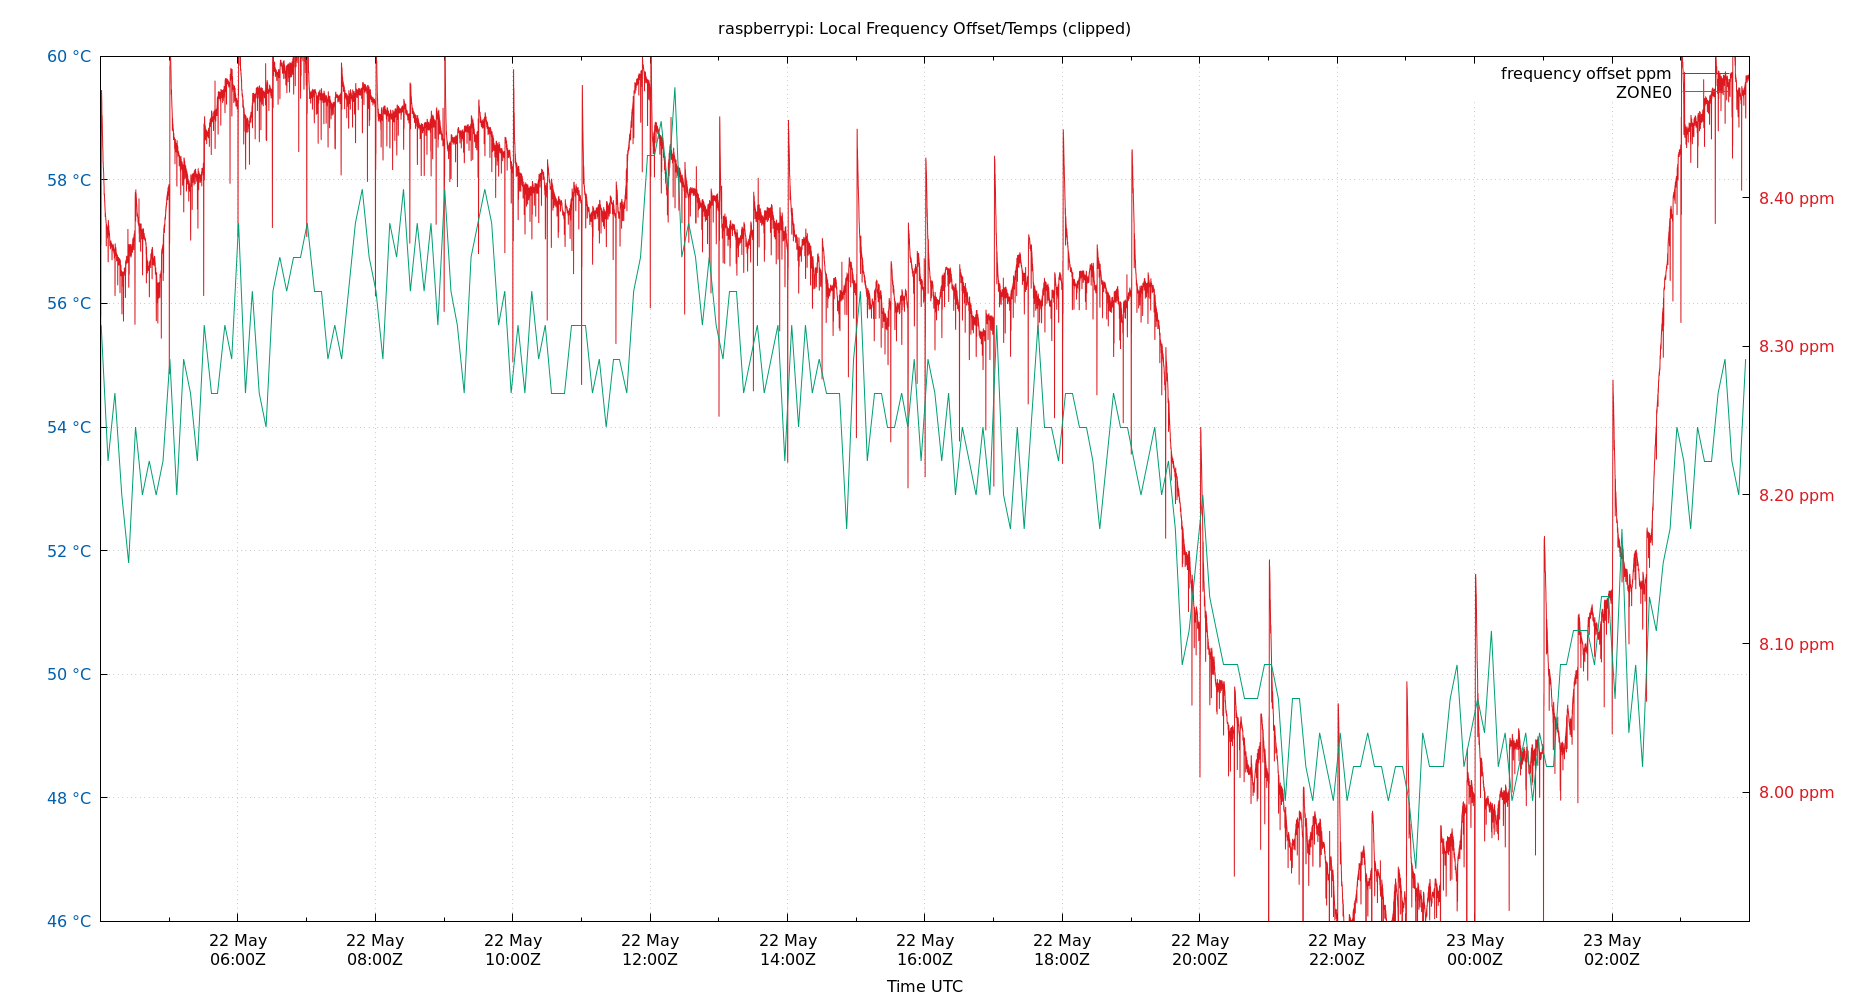 raspberrypi: Local Frequency Offset/Temps (clipped)
60 °C
58 °C
56 °C
54 °C
52 °C
50 °C
48 °C
46 °C
frequency offset ppm
ZONE0
8.40 ppm
8.30 ppm
8.20 ppm
8.10 ppm
8.00 ppm
22 May 22 May 22 May 22 May 22 May 22 May 22 May 22 May 22 May 23 May 23 May
06:00Z 08:00Z 10:00Z 12:00Z 14:00Z 16:00Z 18:00Z 20:00Z 22:00Z 00:00Z 02:00Z
Time UTC